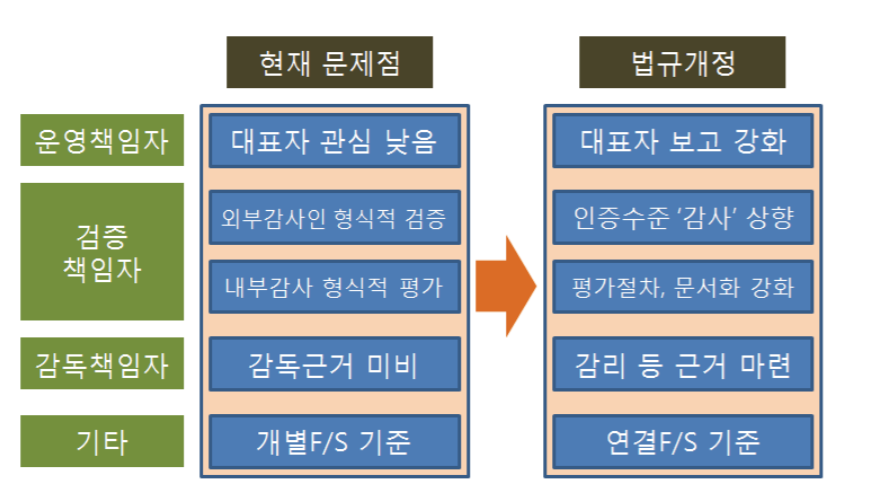 현재 문제점
법규개정
운영책임자
대표자 관심 낮음
대표자 보고 강화
검증
책임자
외부감사인 형식적 검증
인증수준 '감사' 상향
내부감사 형식적 평가
평가절차, 문서화 강화
감독책임자
감독근거 미비
감리 등 근거 마련
기타
개별F/S 기준
연결F/S 기준